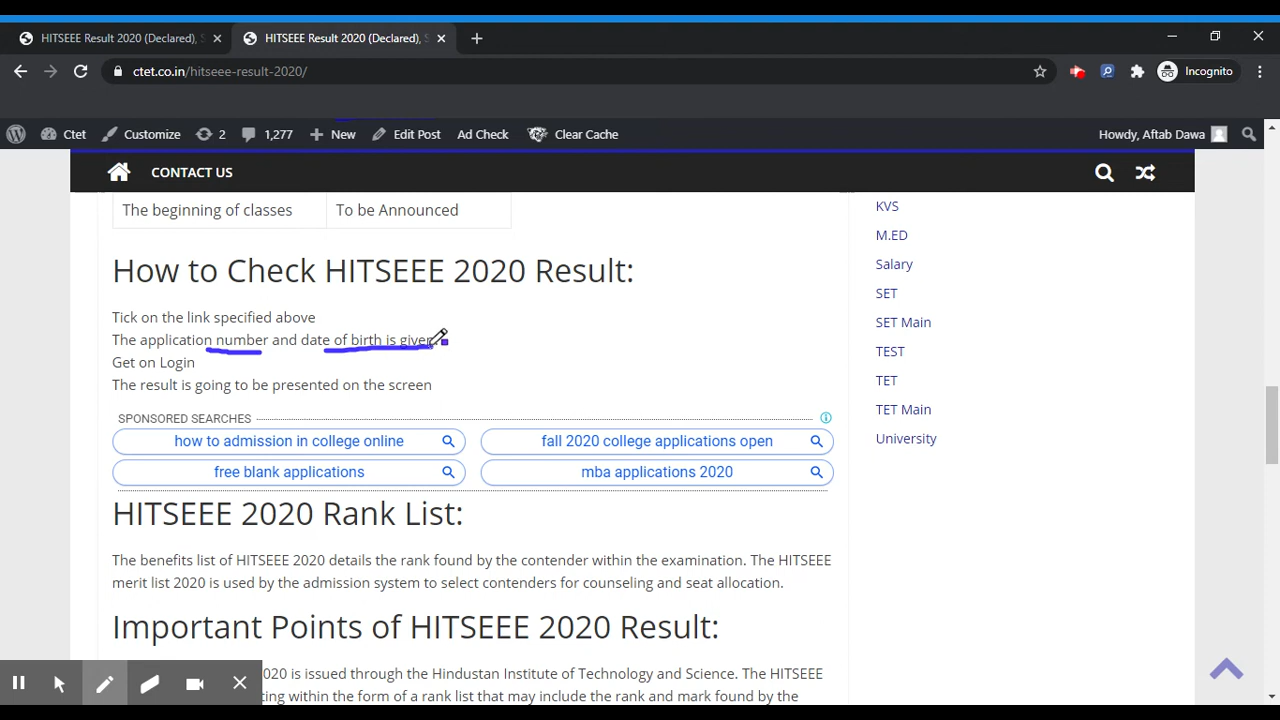 HITSEEE Result 2020 (Declared), S
HITSEEE Result 2020 (Declared), S
ctet.co.in/hitseee-result-2020/
Incognito
Ctet Customize 2 1,277 New Edit Post Ad Check Clear Cache Howdy, Aftab Dawa
CONTACT US
The beginning of classes To be Announced
How to Check HITSEEE 2020 Result:
Tick on the link specified above
The application number and date of birth is given.
Get on Login
The result is going to be presented on the screen
SPONSORED SEARCHES
how to admission in college online
fall 2020 college applications open
free blank applications
mba applications 2020
HITSEEE 2020 Rank List:
The benefits list of HITSEEE 2020 details the rank found by the contender within the examination. The HITSEEE
merit list 2020 is used by the admission system to select contenders for counseling and seat allocation.
Important Points of HITSEEE 2020 Result:
2020 is issued through the Hindustan Institute of Technology and Science. The HITSEEE
within the form of a rank list that may include the rank and mark found by the
KVS
M.ED
Salary
SET
SET Main
TEST
TET
TET Main
University